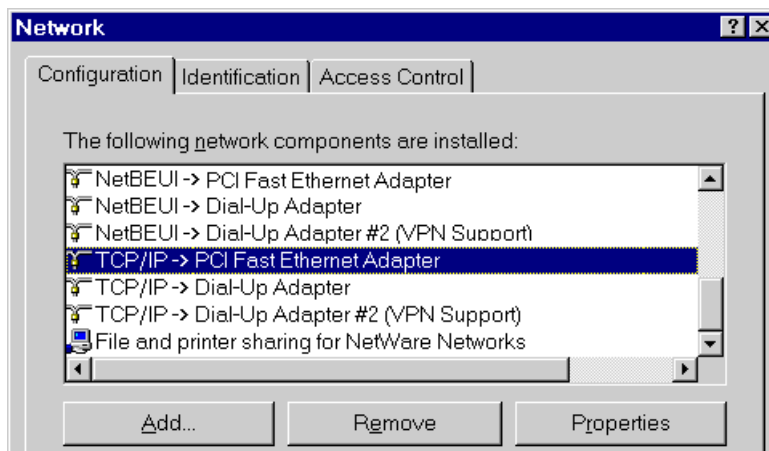 Network
Configuration Identification Access Control
The following network components are installed:
NetBEUI -> PCI Fast Ethernet Adapter
NetBEUI -> Dial-Up Adapter
NetBEUI -> Dial-Up Adapter #2 (VPN Support)
TCP/IP -> PCI Fast Ethernet Adapter
TCP/IP -> Dial-Up Adapter
TCP/IP -> Dial-Up Adapter #2 (VPN Support)
File and printer sharing for NetWare Networks
Add... Remove Properties